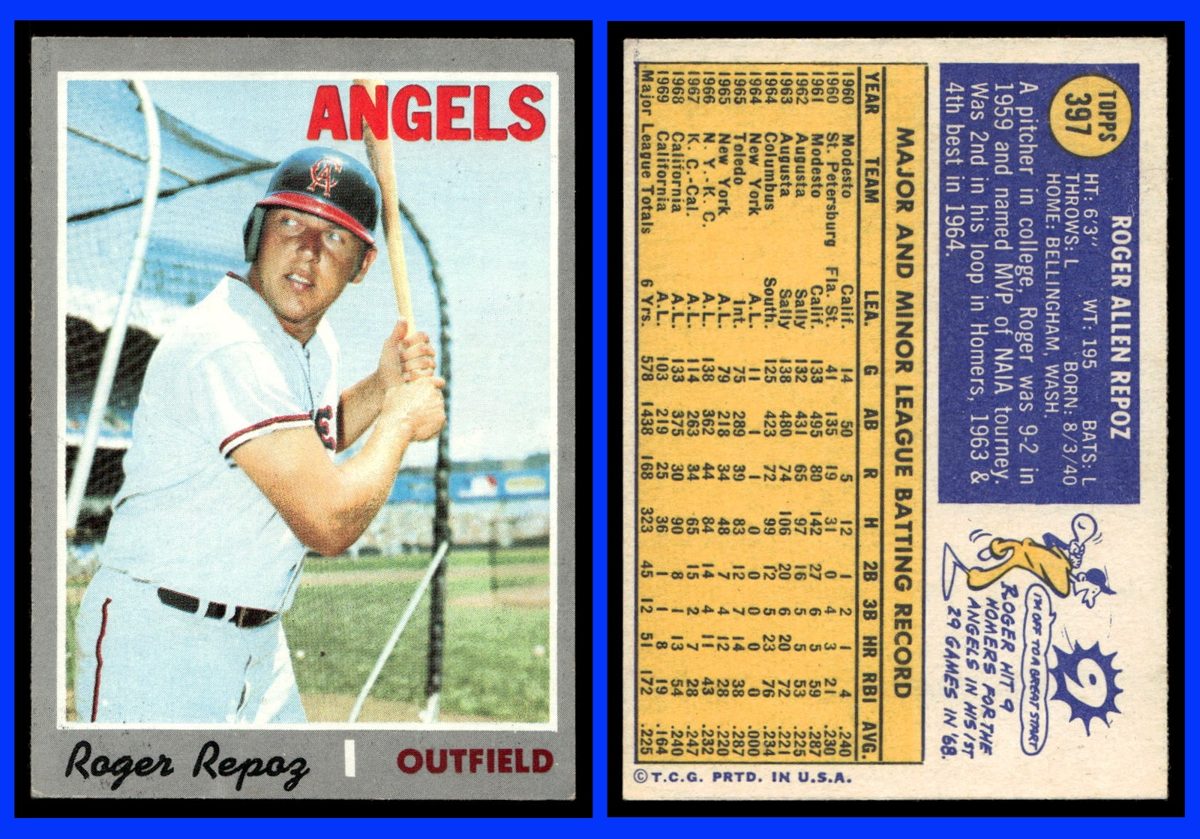 ANGELS
CA
Roger Repoz
OUTFIELD
TOPPS
397
ROGER ALLEN REPOZ
HT: 6'3" WT: 195 BATS: L
THROWS: L BORN: 8/3/40
HOME: BELLINGHAM, WASH.
A pitcher in college, Roger was 9-2 in
1959 and named MVP of NAIA tourney.
Was 2nd in his loop in Homers, 1963 &
4th best in 1964.
9
I'M OFF TO A GREAT START
ROGER HIT 9
HOMERS FOR THE
ANGELS IN HIS 1ST
29 GAMES IN '68.
MAJOR AND MINOR LEAGUE BATTING RECORD
YEAR TEAM LEA. G AB R H 2B 3B HR RBI AVG.
1960 Modesto Calif. 14 50 5 12 1 2 1 4 .240
1960 St. Petersburg Fla. St. 41 135 19 31 0 4 3 21 .230
1961 Modesto Calif. 133 495 80 142 27 6 5 59 .287
1962 Augusta Sally 132 431 65 97 16 5 5 53 .225
1963 Augusta Sally 138 480 74 106 20 6 20 72 .221
1964 Columbus South. 125 423 72 99 12 5 23 76 .234
1964 New York A.L. 11 1 1 0 0 0 0 0 .000
1965 Toledo Int. 75 289 39 83 12 7 14 38 .287
1965 New York A.L. 79 218 34 48 7 4 12 28 .220
1966 N. Y.-K. C. A.L. 138 362 44 84 14 4 11 43 .232
1967 K. C.-Cal. A.L. 114 263 34 65 15 2 7 28 .247
1968 California A.L. 133 375 30 90 8 1 13 54 .240
1969 California A.L. 103 219 25 36 1 1 8 19 .164
Major League Totals 6 Yrs. 578 1438 168 323 45 12 51 172 .225
©T.C.G. PRTD. IN U.S.A.